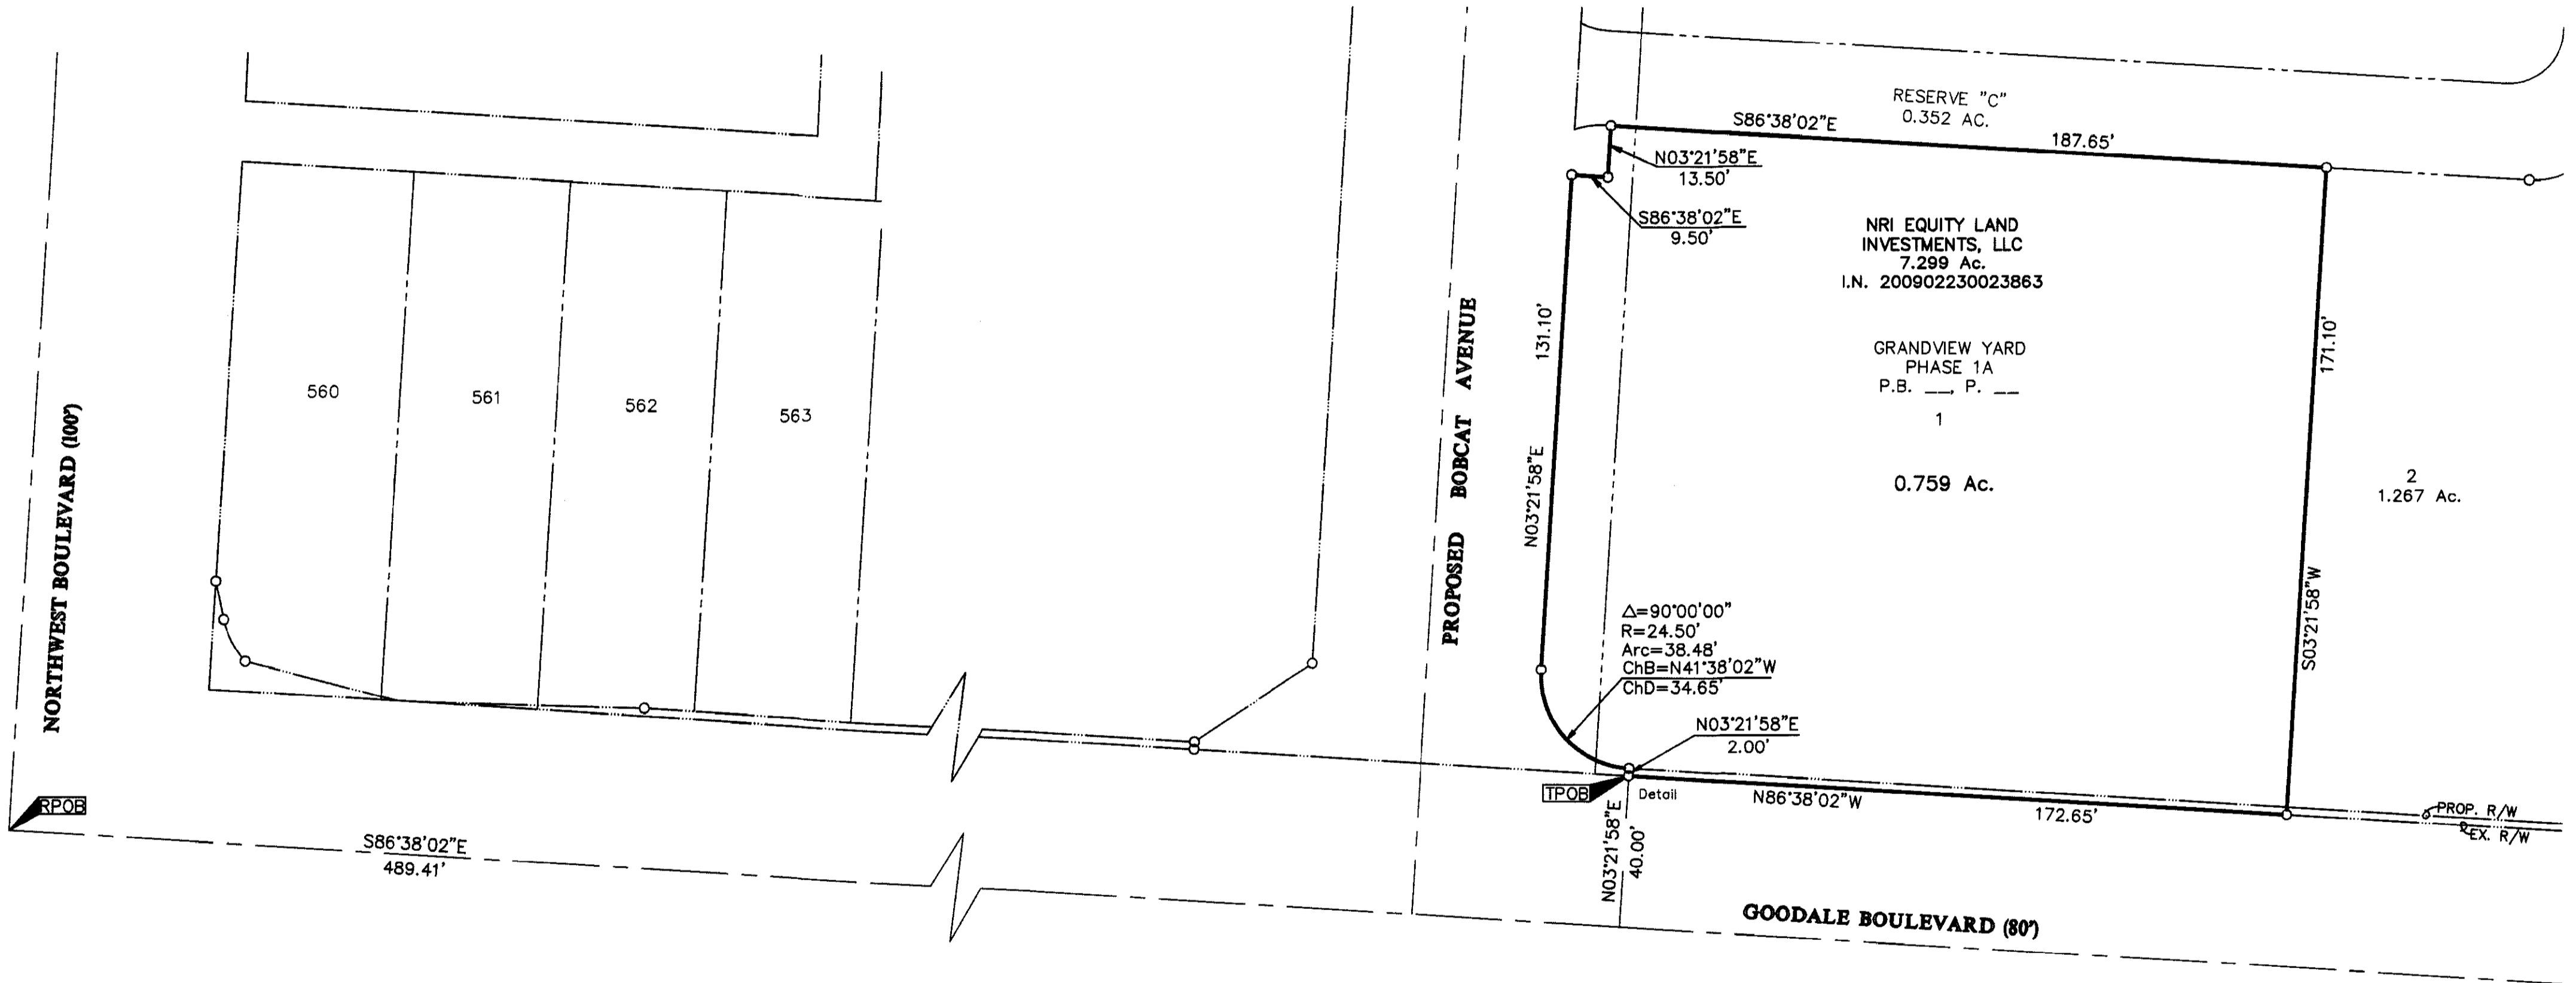 RESERVE "C"
0.352 AC.
S86°38'02"E
187.65'
N03°21'58"E
13.50'
S86°38'02"E
9.50'
NRI EQUITY LAND
INVESTMENTS, LLC
7.299 Ac.
I.N. 200902230023863
GRANDVIEW YARD
PHASE 1A
P.B. __, P. __
1
0.759 Ac.
131.10'
N03°21'58"E
171.10'
S03°21'58"W
2
1.267 Ac.
560
561
562
563
NORTHWEST BOULEVARD (100')
PROPOSED BOBCAT AVENUE
Δ=90°00'00"
R=24.50'
Arc=38.48'
ChB=N41°38'02"W
ChD=34.65'
N03°21'58"E
2.00'
TPOB
Detail
N86°38'02"W
172.65'
PROP. R/W
EX. R/W
N03°21'58"E
40.00'
RPOB
S86°38'02"E
489.41'
GOODALE BOULEVARD (80')